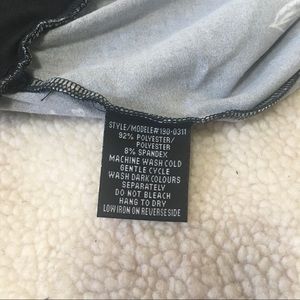 STYLE/MODELE#190-0311
92% POLYESTER/
POLYESTER
8% SPANDEX
MACHINE WASH COLD
GENTLE CYCLE
WASH DARK COLOURS
SEPARATELY
DO NOT BLEACH
HANG TO DRY
LOW IRON ON REVERSE SIDE